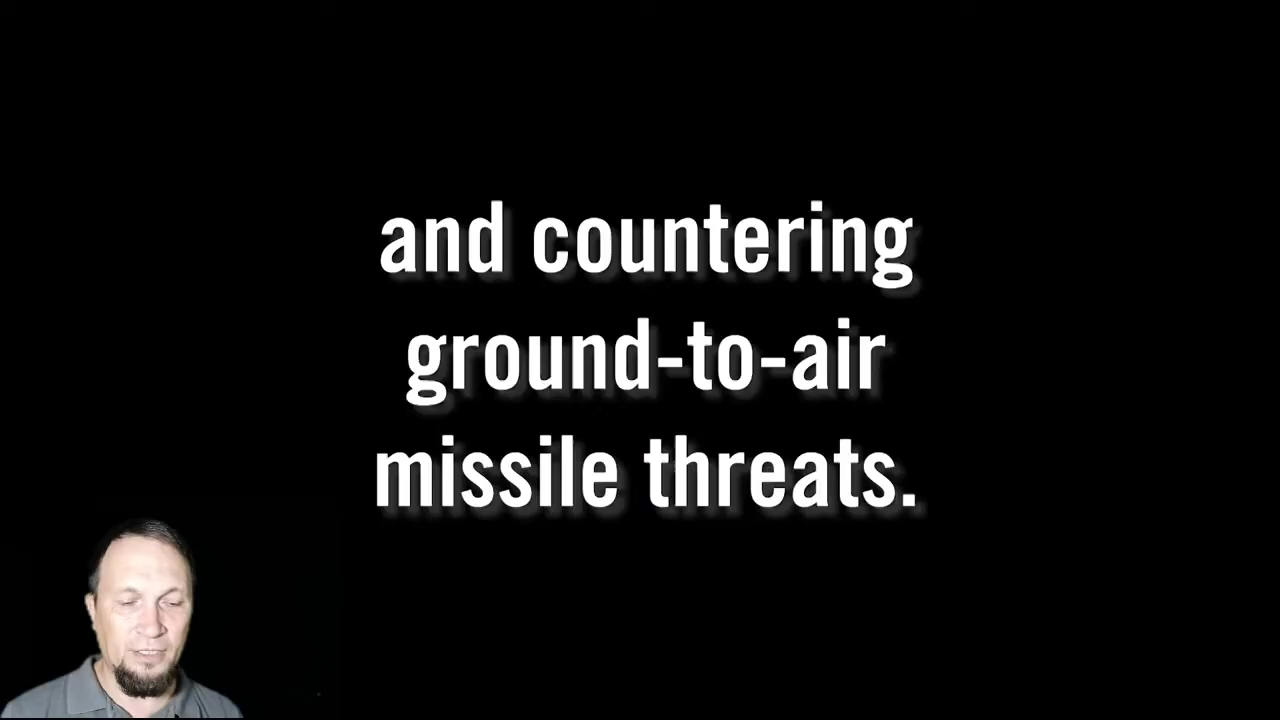 and countering
ground-to-air
missile threats.